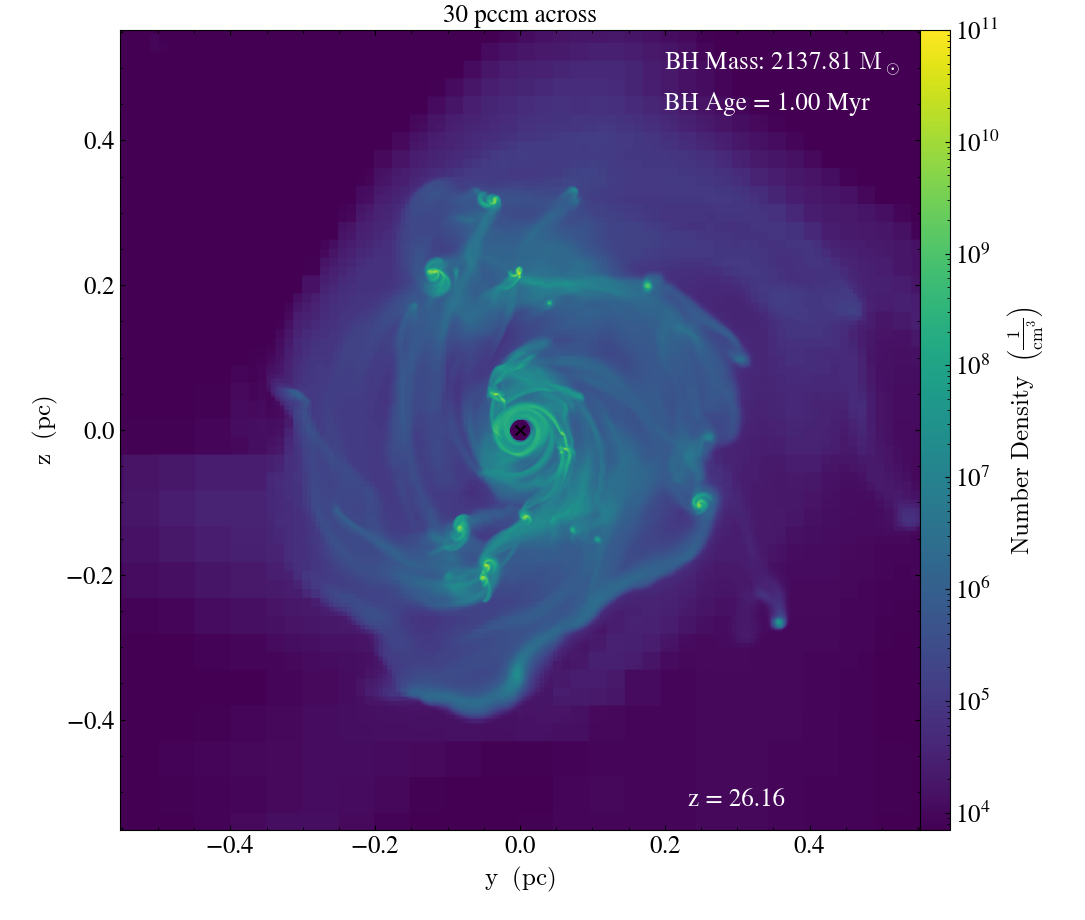 30 pccm across
BH Mass: 2137.81 M⊙
BH Age = 1.00 Myr
z = 26.16
0.4
0.2
0.0
−0.2
−0.4
z (pc)
−0.4 −0.2 0.0 0.2 0.4
y (pc)
10¹¹
10¹⁰
10⁹
10⁸
10⁷
10⁶
10⁵
10⁴
Number Density (1/cm³)